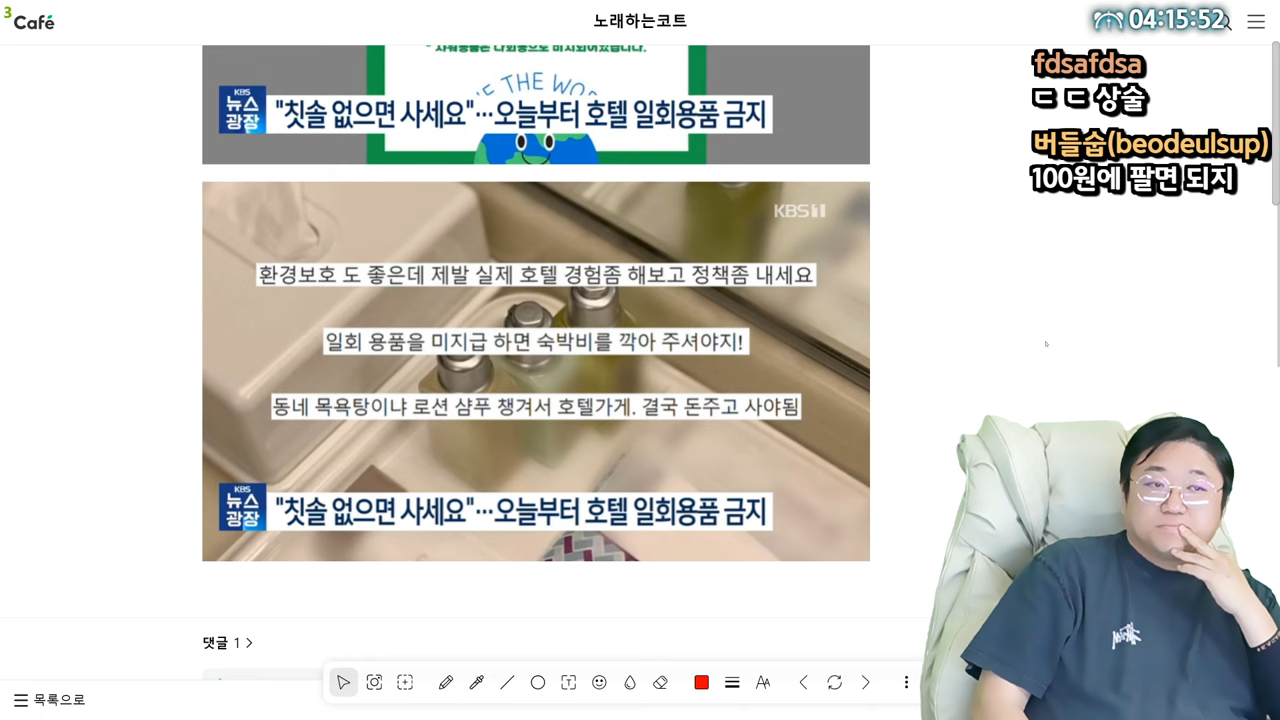 3
Café
노래하는코트
04:15:52
fdsafdsa
ㄷ ㄷ 상술
버들숲(beodeulsup)
100원에 팔면 되지
E THE WO
KBS
뉴스
광장
"칫솔 없으면 사세요"…오늘부터 호텔 일회용품 금지
KBS 1
환경보호 도 좋은데 제발 실제 호텔 경험좀 해보고 정책좀 내세요
일회 용품을 미지급 하면 숙박비를 깍아 주셔야지!
동네 목욕탕이냐 로션 샴푸 챙겨서 호텔가게. 결국 돈주고 사야됨
KBS
뉴스
광장
"칫솔 없으면 사세요"…오늘부터 호텔 일회용품 금지
댓글 1
목록으로